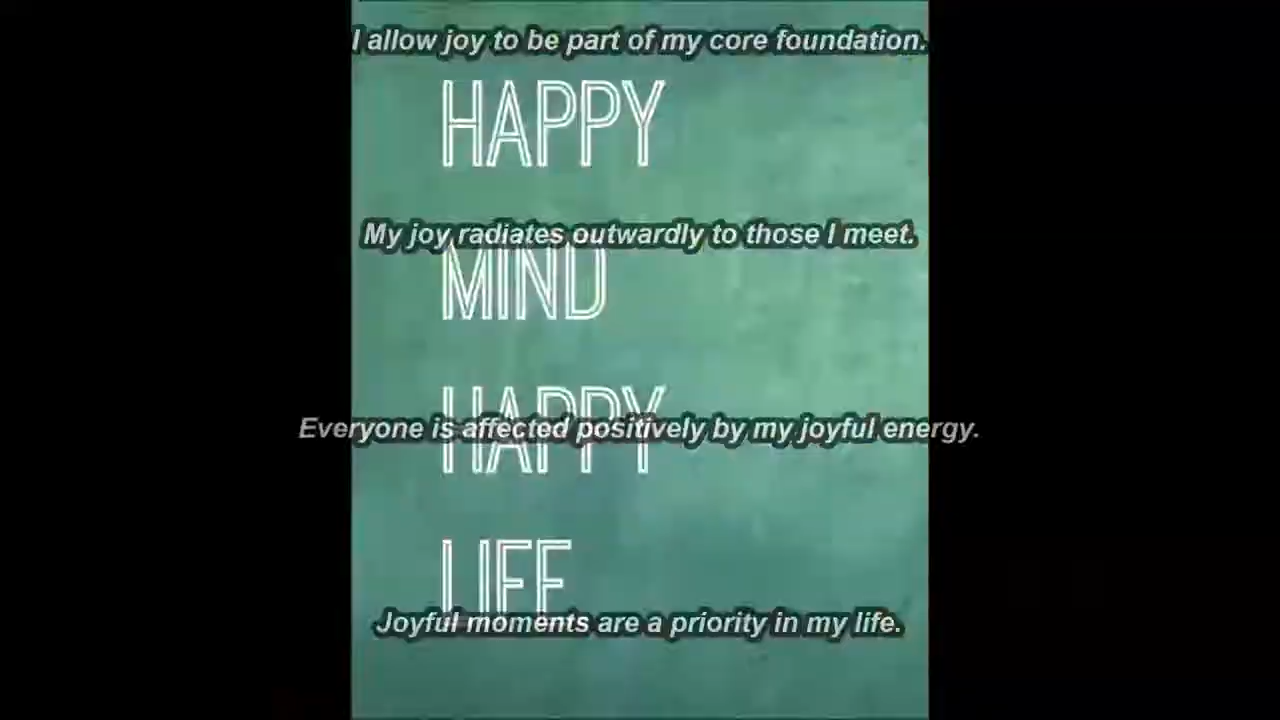 I allow joy to be part of my core foundation.
HAPPY
My joy radiates outwardly to those I meet.
MIND
HAPPY
Everyone is affected positively by my joyful energy.
LIFE
Joyful moments are a priority in my life.